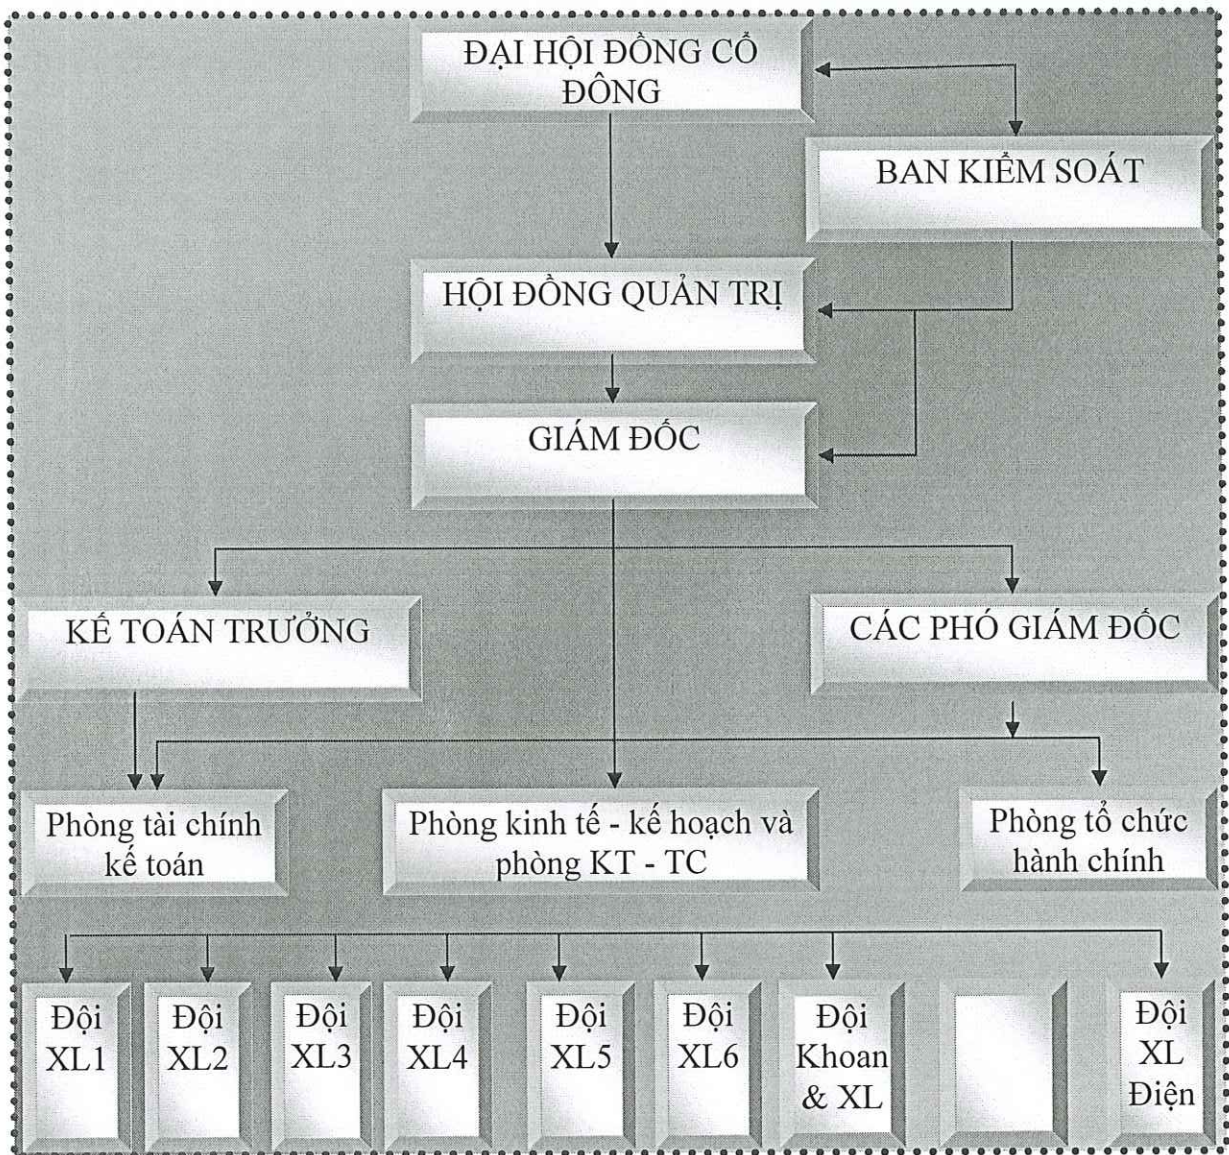 ĐẠI HỘI ĐỒNG CỔ
ĐÔNG
BAN KIỂM SOÁT
HỘI ĐỒNG QUẢN TRỊ
GIÁM ĐỐC
KẾ TOÁN TRƯỞNG
CÁC PHÓ GIÁM ĐỐC
Phòng tài chính
kế toán
Phòng kinh tế - kế hoạch và
phòng KT - TC
Phòng tổ chức
hành chính
Đội
XL1
Đội
XL2
Đội
XL3
Đội
XL4
Đội
XL5
Đội
XL6
Đội
Khoan
& XL
Đội
XL
Điện